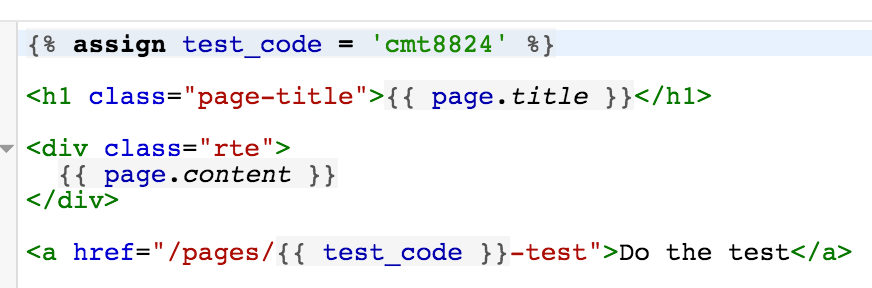 {% assign test_code = 'cmt8824' %}
<h1 class="page-title">{{ page.title }}</h1>
<div class="rte">
{{ page.content }}
</div>
<a href="/pages/{{ test_code }}-test">Do the test</a>